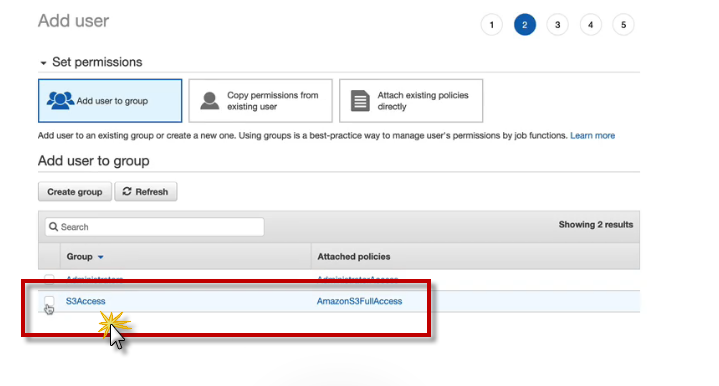 Add user
1 2 3 4 5
Set permissions
Add user to group
Copy permissions from
existing user
Attach existing policies
directly
Add user to an existing group or create a new one. Using groups is a best-practice way to manage user's permissions by job functions. Learn more
Add user to group
Create group Refresh
Search Showing 2 results
Group Attached policies
Administrators AdministratorAccess
S3Access AmazonS3FullAccess